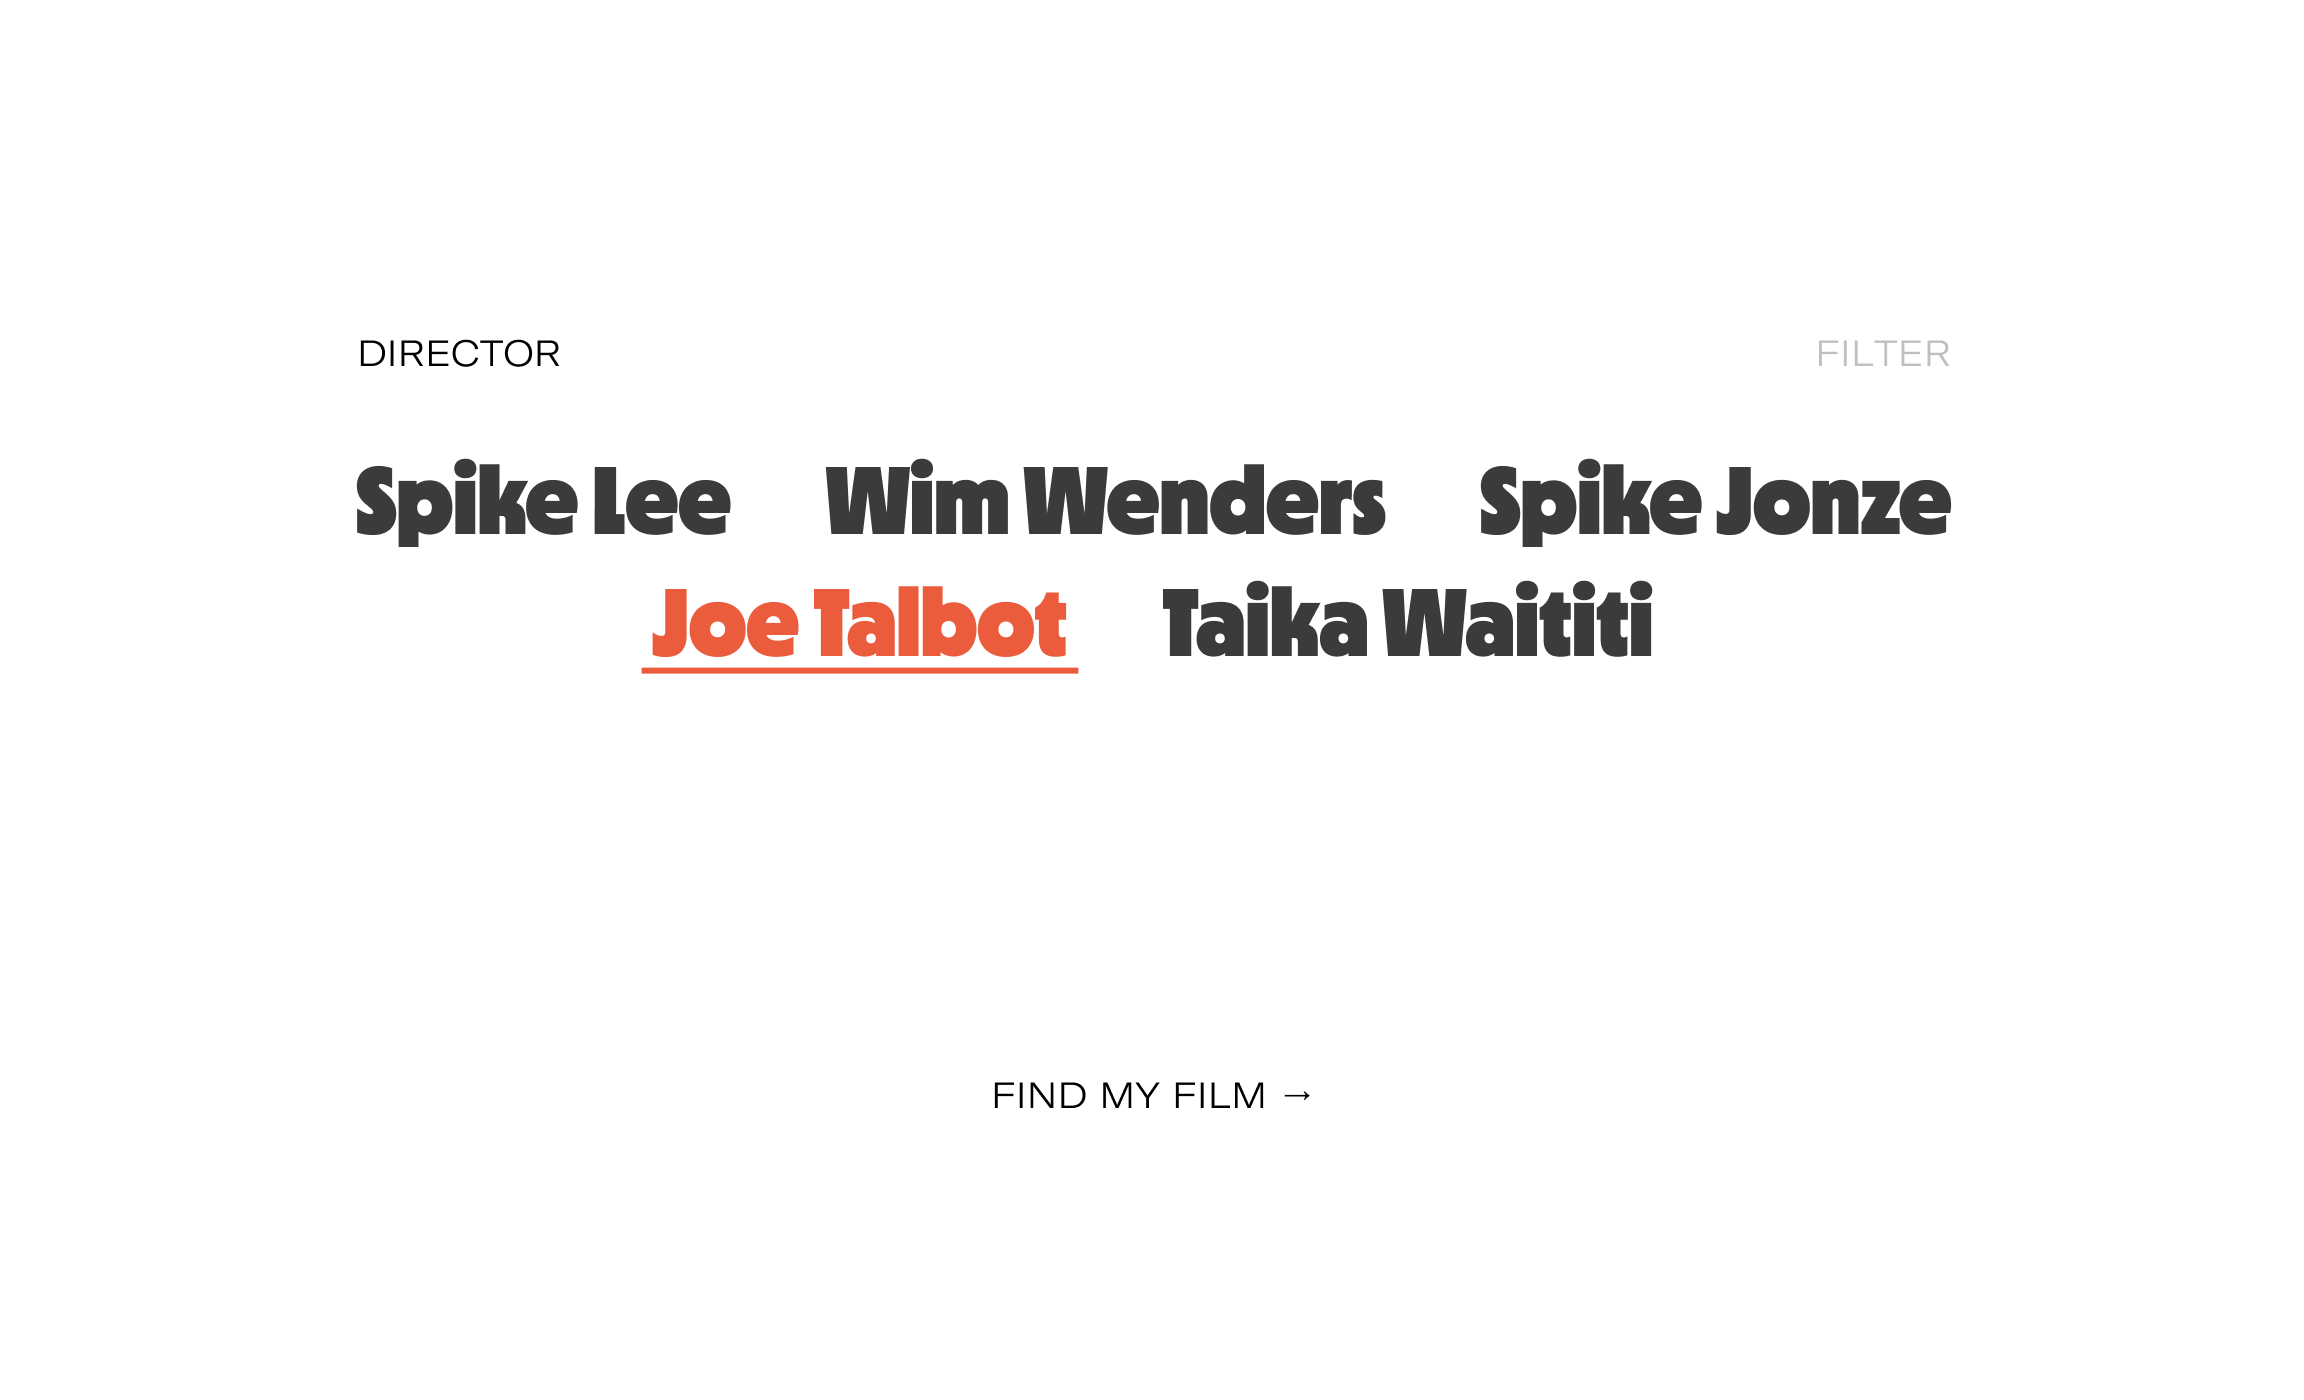 DIRECTOR FILTER
Spike Lee Wim Wenders Spike Jonze
Joe Talbot Taika Waititi
FIND MY FILM →